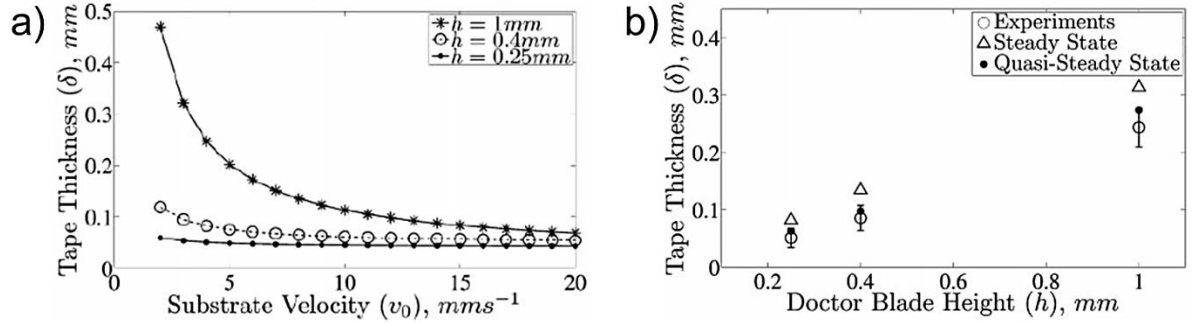 a)
Tape Thickness (δ), mm
0.5
0.4
0.3
0.2
0.1
0
0 5 10 15 20
Substrate Velocity (v₀), mms⁻¹
h = 1mm
h = 0.4mm
h = 0.25mm
b)
Tape Thickness (δ), mm
0.4
0.3
0.2
0.1
0
0.2 0.4 0.6 0.8 1
Doctor Blade Height (h), mm
Experiments
Steady State
Quasi-Steady State